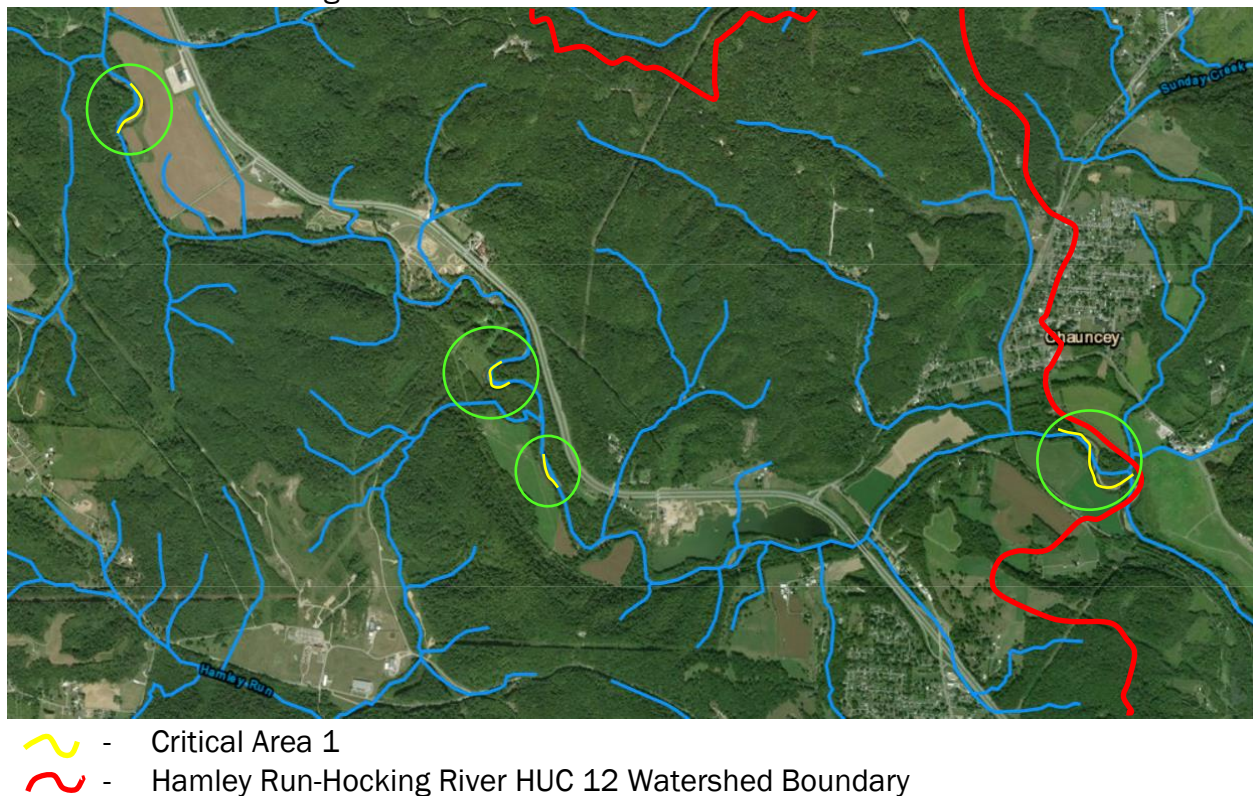 Sunday Creek
Chauncey
Hamley Run
- Critical Area 1
- Hamley Run-Hocking River HUC 12 Watershed Boundary